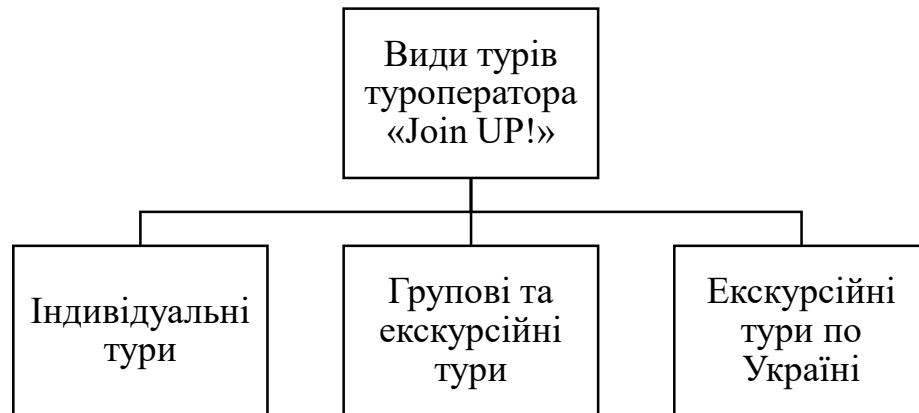 Види турів
туроператора
«Join UP!»
Індивідуальні
тури
Групові та
екскурсійні
тури
Екскурсійні
тури по
Україні